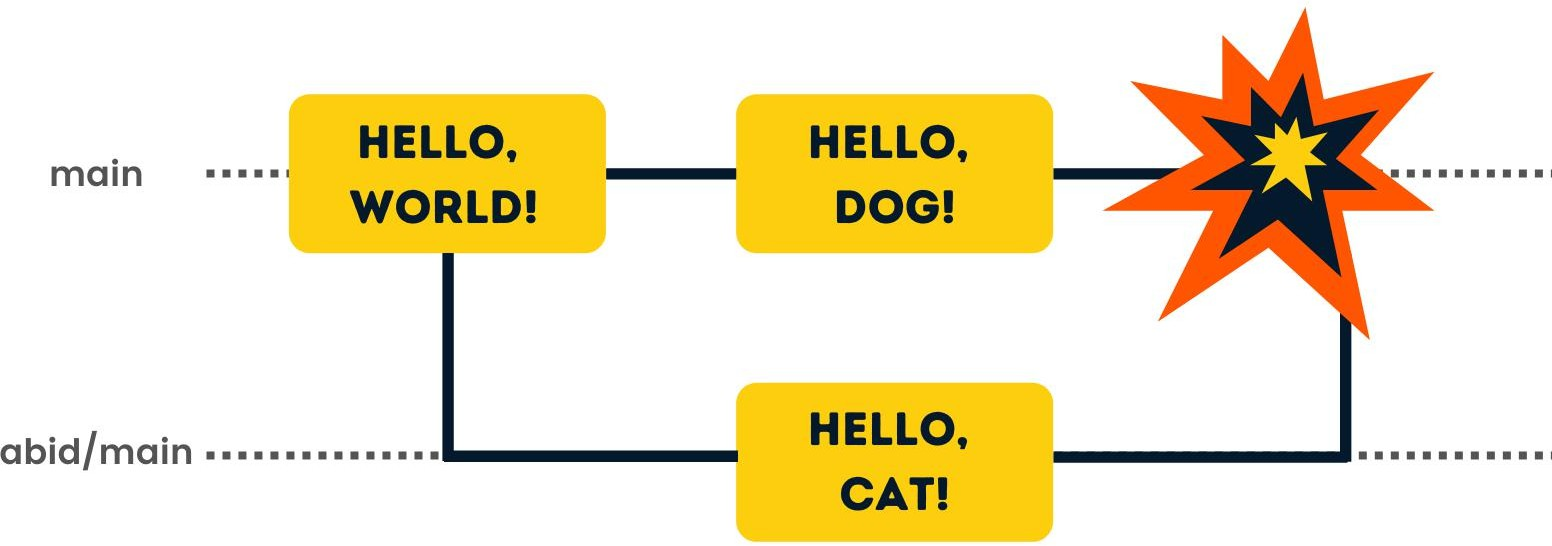 main
HELLO,
WORLD!
HELLO,
DOG!
abid/main
HELLO,
CAT!